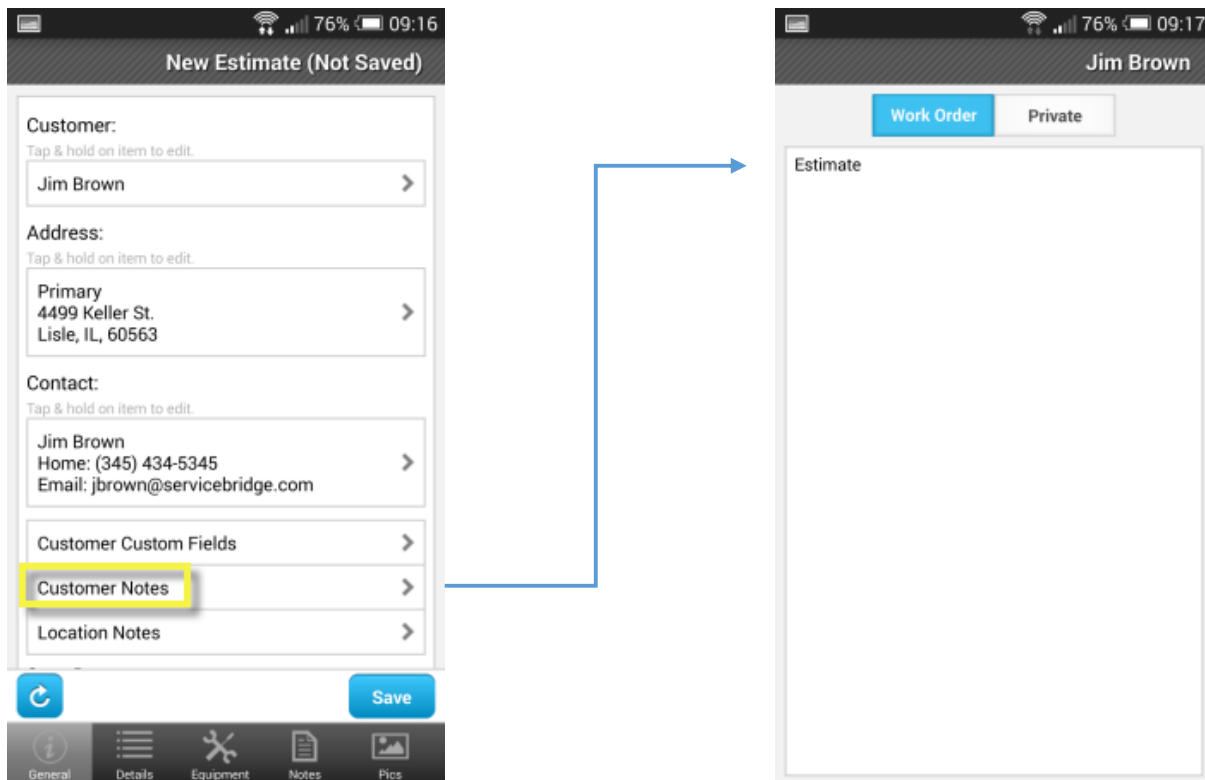 76% 09:16
New Estimate (Not Saved)
Customer:
Tap & hold on item to edit.
Jim Brown
Address:
Tap & hold on item to edit.
Primary
4499 Keller St.
Lisle, IL, 60563
Contact:
Tap & hold on item to edit.
Jim Brown
Home: (345) 434-5345
Email: jbrown@servicebridge.com
Customer Custom Fields
Customer Notes
Location Notes
Save
General Details Equipment Notes Pics
76% 09:17
Jim Brown
Work Order Private
Estimate